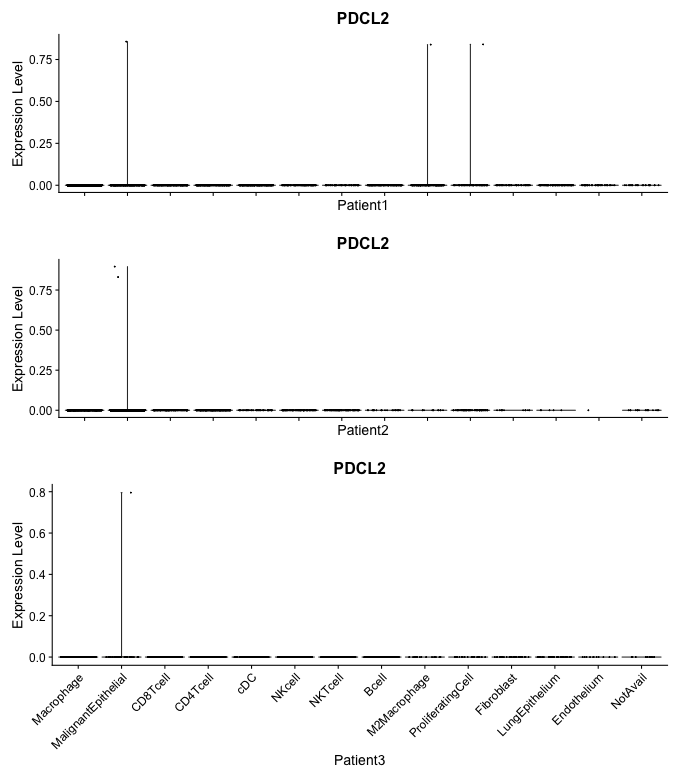 PDCL2
Expression Level
0.75
0.50
0.25
0.00
Patient1
PDCL2
Expression Level
0.75
0.50
0.25
0.00
Patient2
PDCL2
Expression Level
0.8
0.6
0.4
0.2
0.0
Macrophage
MalignantEpithelial
CD8Tcell
CD4Tcell
cDC
NKcell
NKTcell
Bcell
M2Macrophage
ProliferatingCell
Fibroblast
LungEpithelium
Endothelium
NotAvail
Patient3